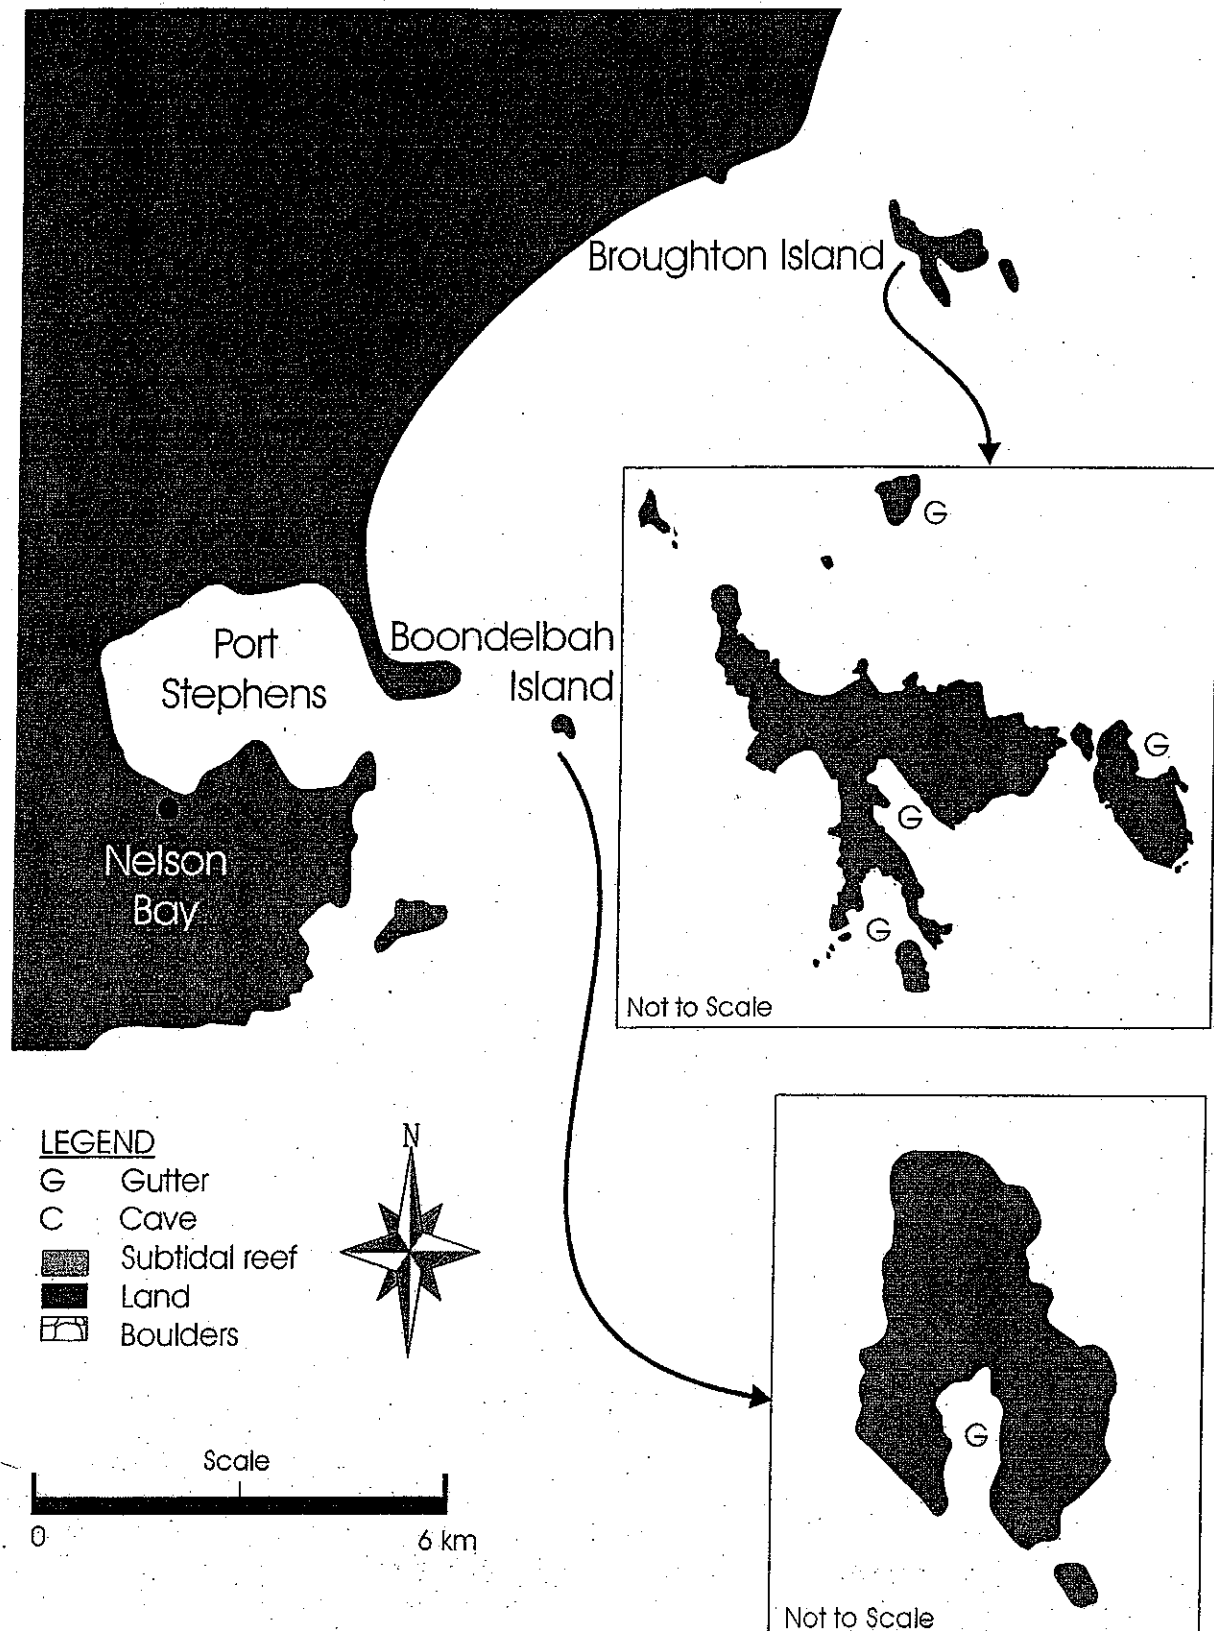 Broughton Island
G
Port
Stephens
Boondelbah
Island
G
G
G
Nelson
Bay
Not to Scale
LEGEND
G Gutter
C Cave
Subtidal reef
Land
Boulders
N
Scale
0
6 km
G
Not to Scale